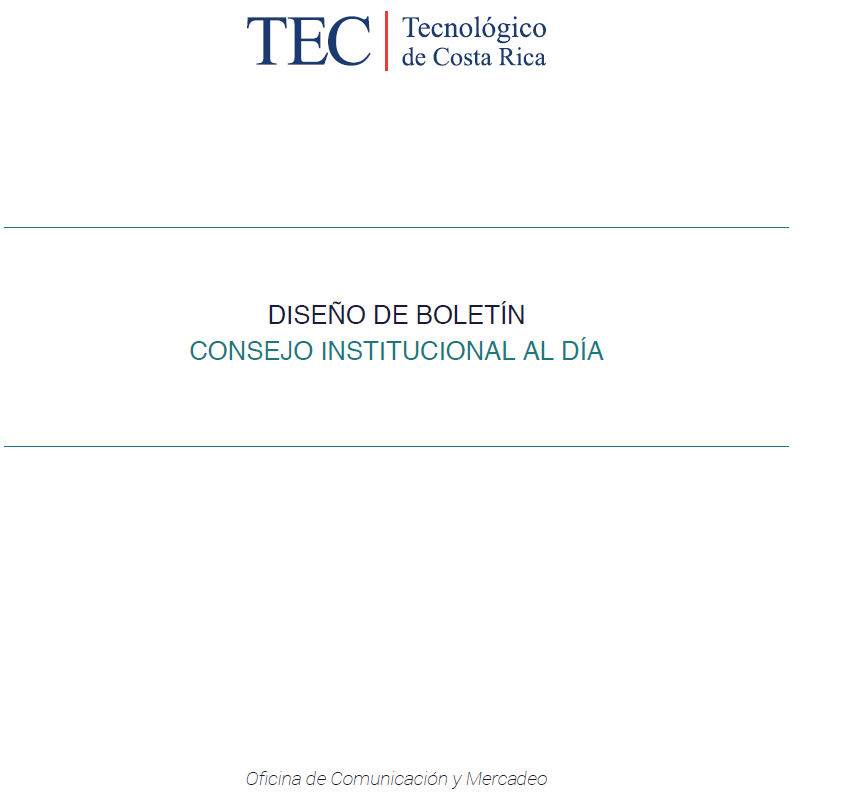 TEC Tecnológico
de Costa Rica
DISEÑO DE BOLETÍN
CONSEJO INSTITUCIONAL AL DÍA
Oficina de Comunicación y Mercadeo